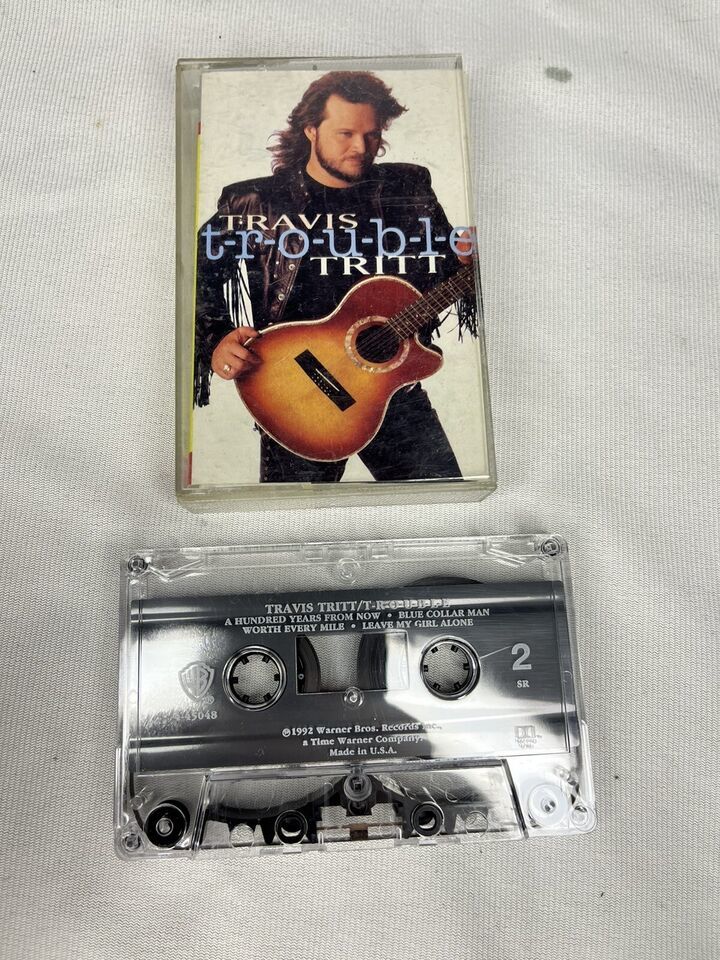 TRAVIS
t-r-o-u-b-l-e
TRITT
TRAVIS TRITT/T-R-O-U-B-L-E
A HUNDRED YEARS FROM NOW • BLUE COLLAR MAN
WORTH EVERY MILE • LEAVE MY GIRL ALONE
2
SR
45048
℗1992 Warner Bros. Records Inc.,
a Time Warner Company.
Made in U.S.A.